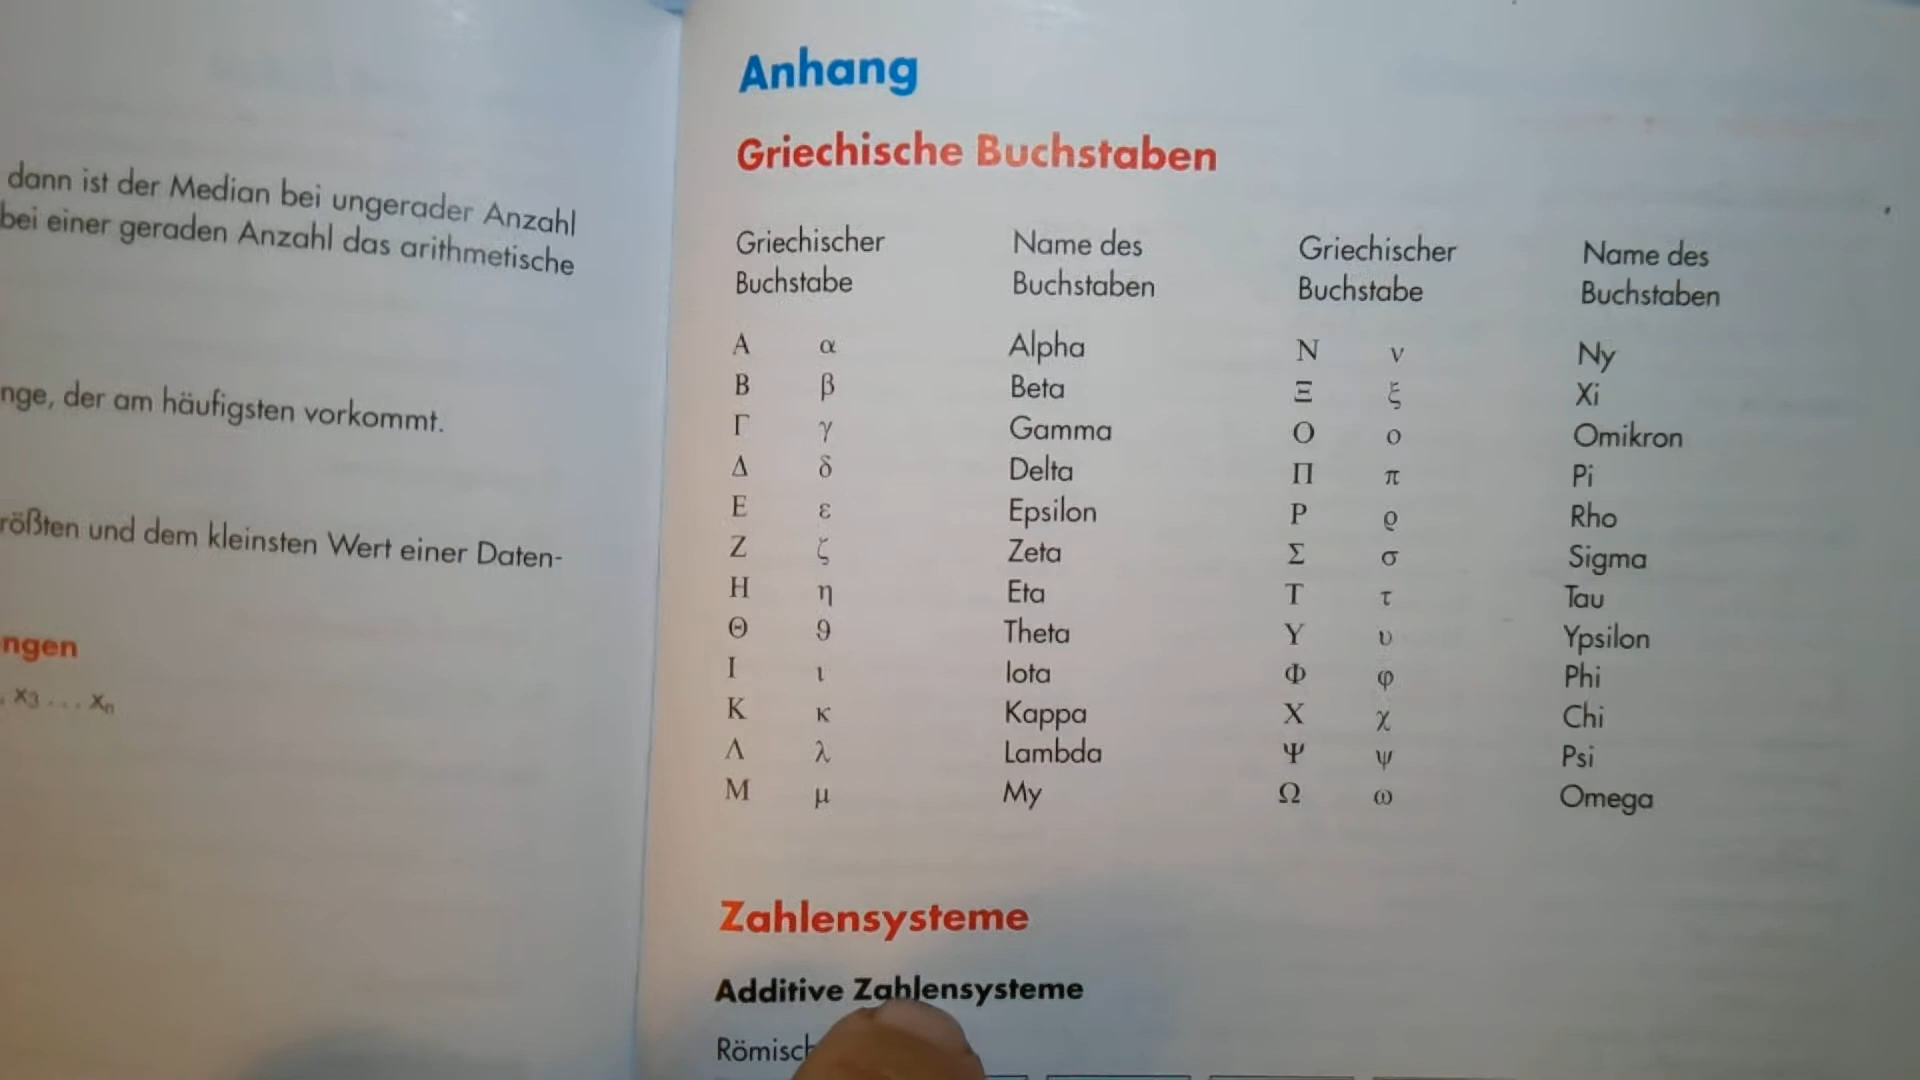 dann ist der Median bei ungerader Anzahl
bei einer geraden Anzahl das arithmetische
nge, der am häufigsten vorkommt.
rößten und dem kleinsten Wert einer Daten-
ngen
, x₃ . . . xₙ
Anhang
Griechische Buchstaben
Griechischer Name des Griechischer Name des
Buchstabe Buchstaben Buchstabe Buchstaben
Α α Alpha Ν ν Ny
Β β Beta Ξ ξ Xi
Γ γ Gamma Ο ο Omikron
Δ δ Delta Π π Pi
Ε ε Epsilon Ρ ϱ Rho
Ζ ζ Zeta Σ σ Sigma
Η η Eta Τ τ Tau
Θ ϑ Theta Υ υ Ypsilon
Ι ι Iota Φ φ Phi
Κ κ Kappa Χ χ Chi
Λ λ Lambda Ψ ψ Psi
Μ μ My Ω ω Omega
Zahlensysteme
Additive Zahlensysteme
Römisch